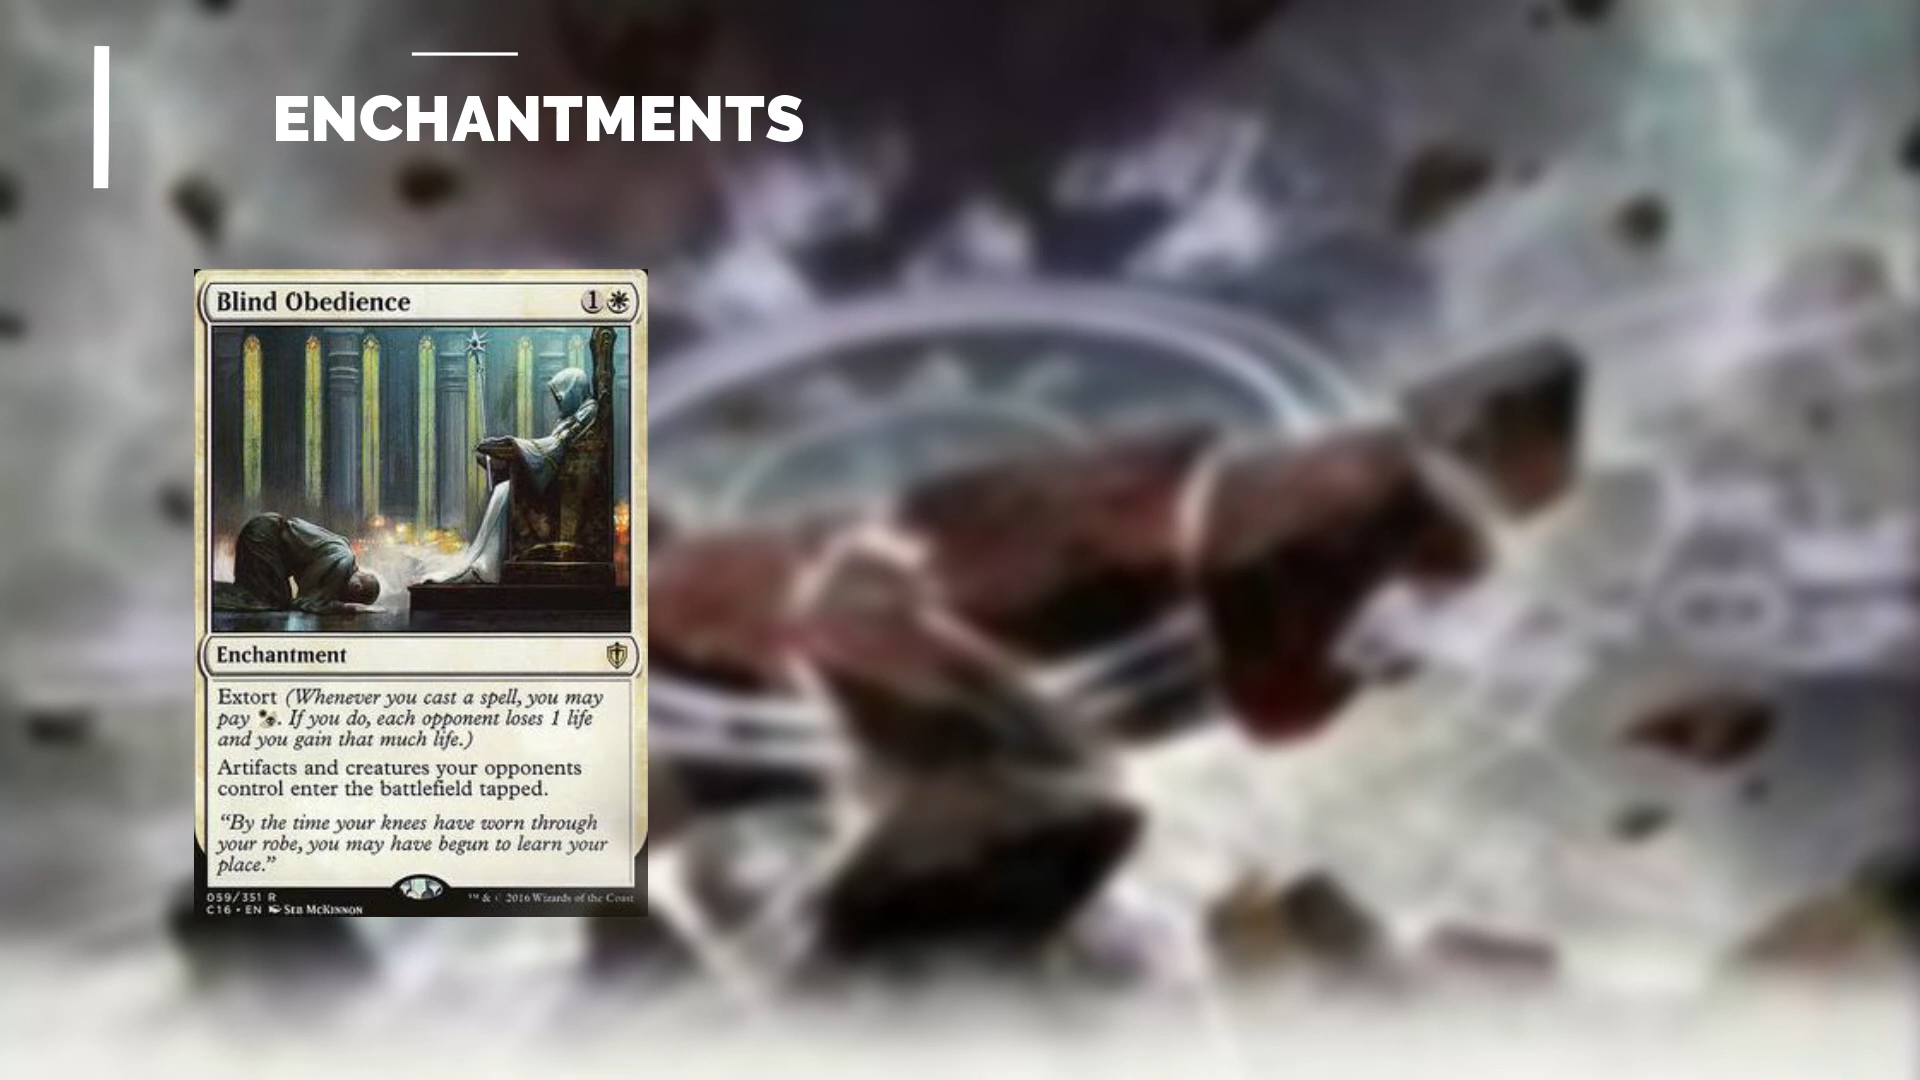 ENCHANTMENTS
Blind Obedience 1
Enchantment
Extort (Whenever you cast a spell, you may
pay . If you do, each opponent loses 1 life
and you gain that much life.)
Artifacts and creatures your opponents
control enter the battlefield tapped.
“By the time your knees have worn through
your robe, you may have begun to learn your
place.”
059/351 R
™ & © 2016 Wizards of the Coast
C16 • EN SEB MCKINNON